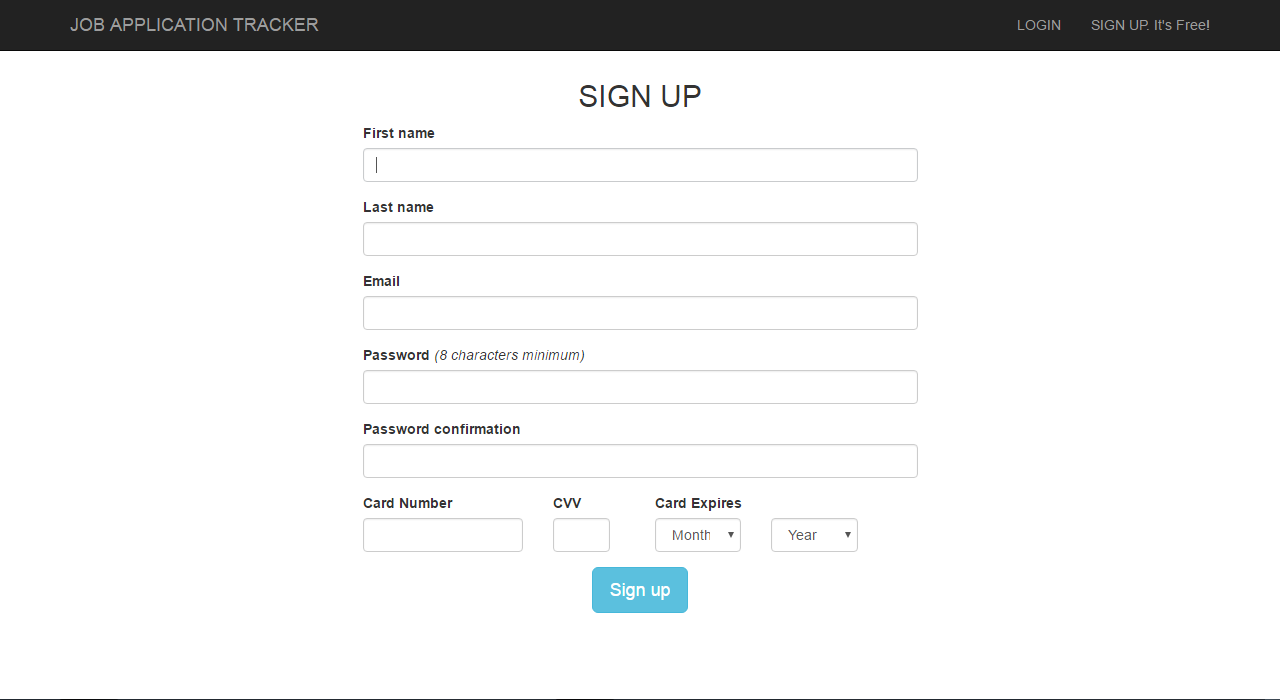 JOB APPLICATION TRACKER LOGIN SIGN UP. It's Free!
SIGN UP
First name
Last name
Email
Password (8 characters minimum)
Password confirmation
Card Number CVV Card Expires
Month Year
Sign up